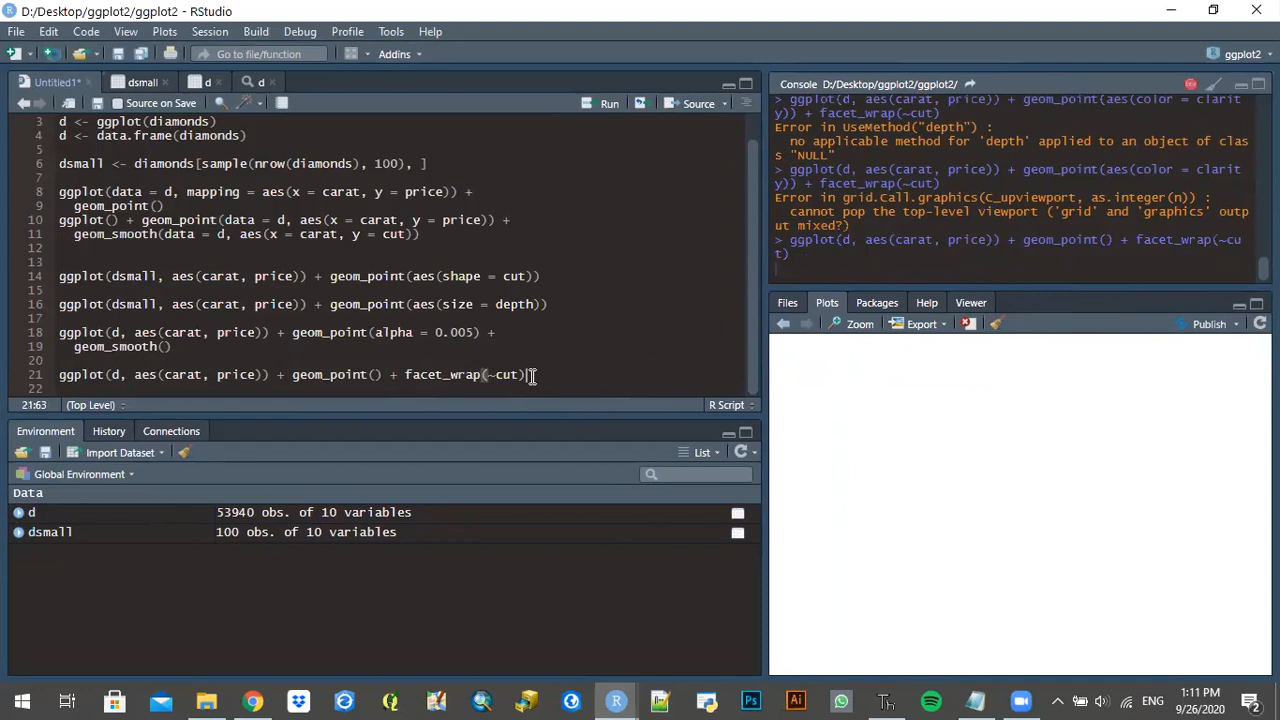 D:/Desktop/ggplot2/ggplot2 - RStudio
File Edit Code View Plots Session Build Debug Profile Tools Help
Go to file/function Addins ggplot2
Untitled1* dsmall d d
Source on Save Run Source
3 d <- ggplot(diamonds)
4 d <- data.frame(diamonds)
5
6 dsmall <- diamonds[sample(nrow(diamonds), 100), ]
7
8 ggplot(data = d, mapping = aes(x = carat, y = price)) +
9 geom_point()
10 ggplot() + geom_point(data = d, aes(x = carat, y = price)) +
11 geom_smooth(data = d, aes(x = carat, y = cut))
12
13
14 ggplot(dsmall, aes(carat, price)) + geom_point(aes(shape = cut))
15
16 ggplot(dsmall, aes(carat, price)) + geom_point(aes(size = depth))
17
18 ggplot(d, aes(carat, price)) + geom_point(alpha = 0.005) +
19 geom_smooth()
20
21 ggplot(d, aes(carat, price)) + geom_point() + facet_wrap(~cut)
22
21:63 (Top Level) R Script
Environment History Connections
Import Dataset List
Global Environment
Data
d 53940 obs. of 10 variables
dsmall 100 obs. of 10 variables
Console D:/Desktop/ggplot2/ggplot2/
> ggplot(d, aes(carat, price)) + geom_point(aes(color = clarit
y)) + facet_wrap(~cut)
Error in UseMethod("depth") :
no applicable method for 'depth' applied to an object of clas
s "NULL"
> ggplot(d, aes(carat, price)) + geom_point(aes(color = clarit
y)) + facet_wrap(~cut)
Error in grid.Call.graphics(C_upviewport, as.integer(n)) :
cannot pop the top-level viewport ('grid' and 'graphics' outp
ut mixed?)
> ggplot(d, aes(carat, price)) + geom_point() + facet_wrap(~cu
t)
Files Plots Packages Help Viewer
Zoom Export Publish
ENG
1:11 PM
9/26/2020
2